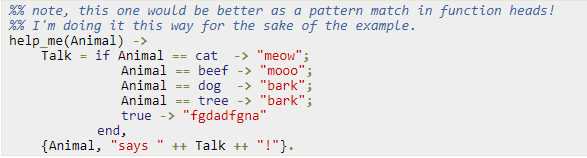 %% note, this one would be better as a pattern match in function heads!
%% I'm doing it this way for the sake of the example.
help_me(Animal) ->
    Talk = if Animal == cat  -> "meow";
              Animal == beef -> "mooo";
              Animal == dog  -> "bark";
              Animal == tree -> "bark";
              true -> "fgdadfgna"
           end,
    {Animal, "says " ++ Talk ++ "!"}.